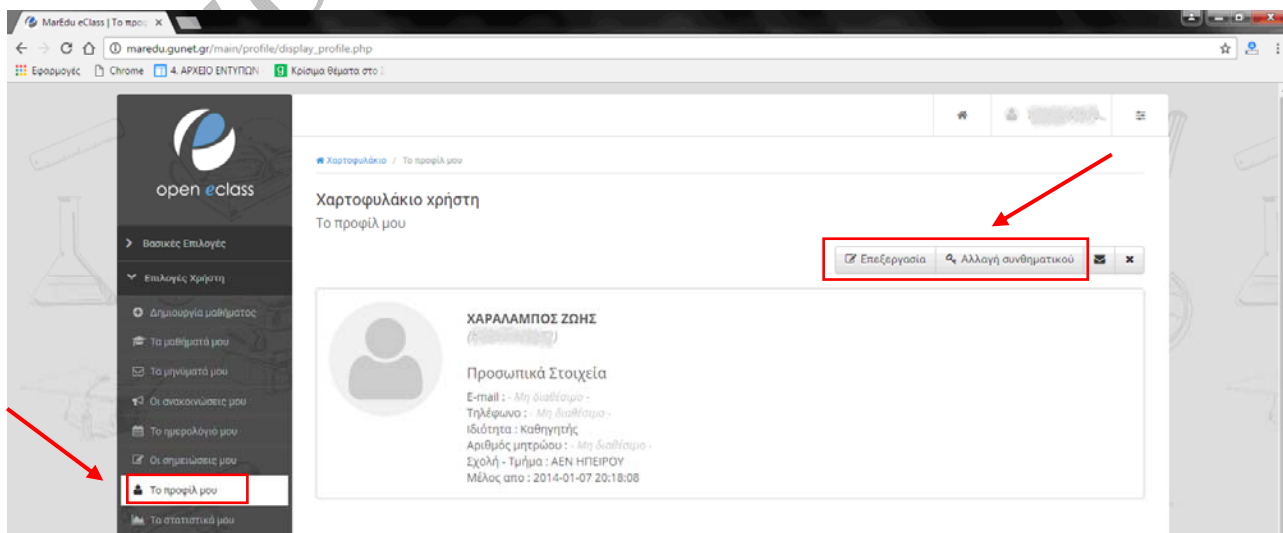 MarEdu eClass | Το προς
maredu.gunet.gr/main/profile/display_profile.php
Εφαρμογές Chrome 4. ΑΡΧΕΙΟ ΕΝΤΥΠΩΝ Κρίσιμα θέματα στο 2
open eclass
Χαρτοφυλάκιο / Το προφίλ μου
Χαρτοφυλάκιο χρήστη
Το προφίλ μου
Επεξεργασία Αλλαγή συνθηματικού
Βασικές Επιλογές
Επιλογές Χρήστη
Δημιουργία μαθήματος
Τα μαθήματά μου
Τα μηνύματά μου
Οι ανακοινώσεις μου
Το ημερολόγιό μου
Οι σημειώσεις μου
Το προφίλ μου
Τα στατιστικά μου
ΧΑΡΑΛΑΜΠΟΣ ΖΩΗΣ
Προσωπικά Στοιχεία
E-mail : - Μη διαθέσιμο -
Τηλέφωνο : - Μη διαθέσιμο -
Ιδιότητα : Καθηγητής
Αριθμός μητρώου : - Μη διαθέσιμο -
Σχολή - Τμήμα : ΑΕΝ ΗΠΕΙΡΟΥ
Μέλος απο : 2014-01-07 20:18:08